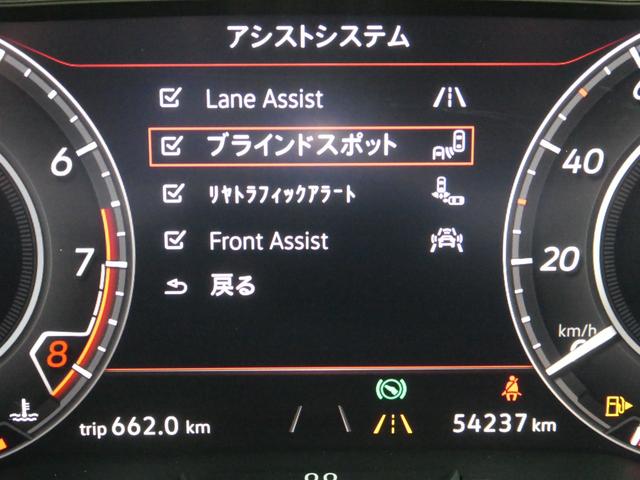 アシストシステム
Lane Assist
ブラインドスポット
リヤトラフィックアラート
Front Assist
戻る
6
7
8
40
20
km/h
trip 662.0 km
54237 km